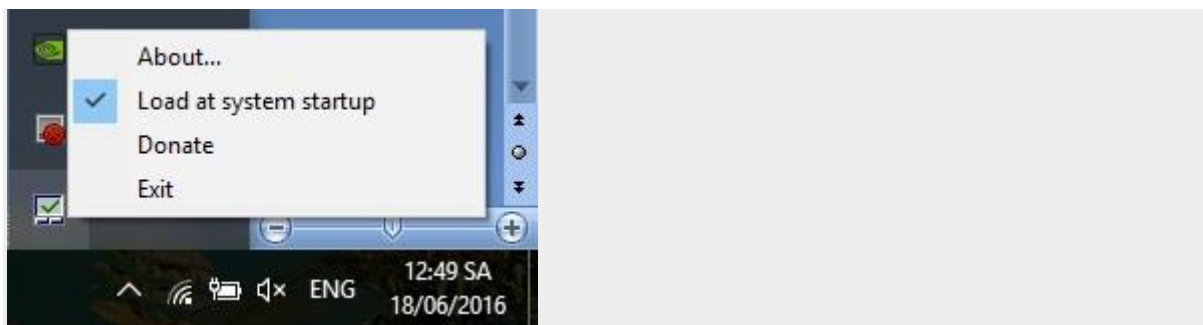 About...
Load at system startup
Donate
Exit
ENG
12:49 SA
18/06/2016